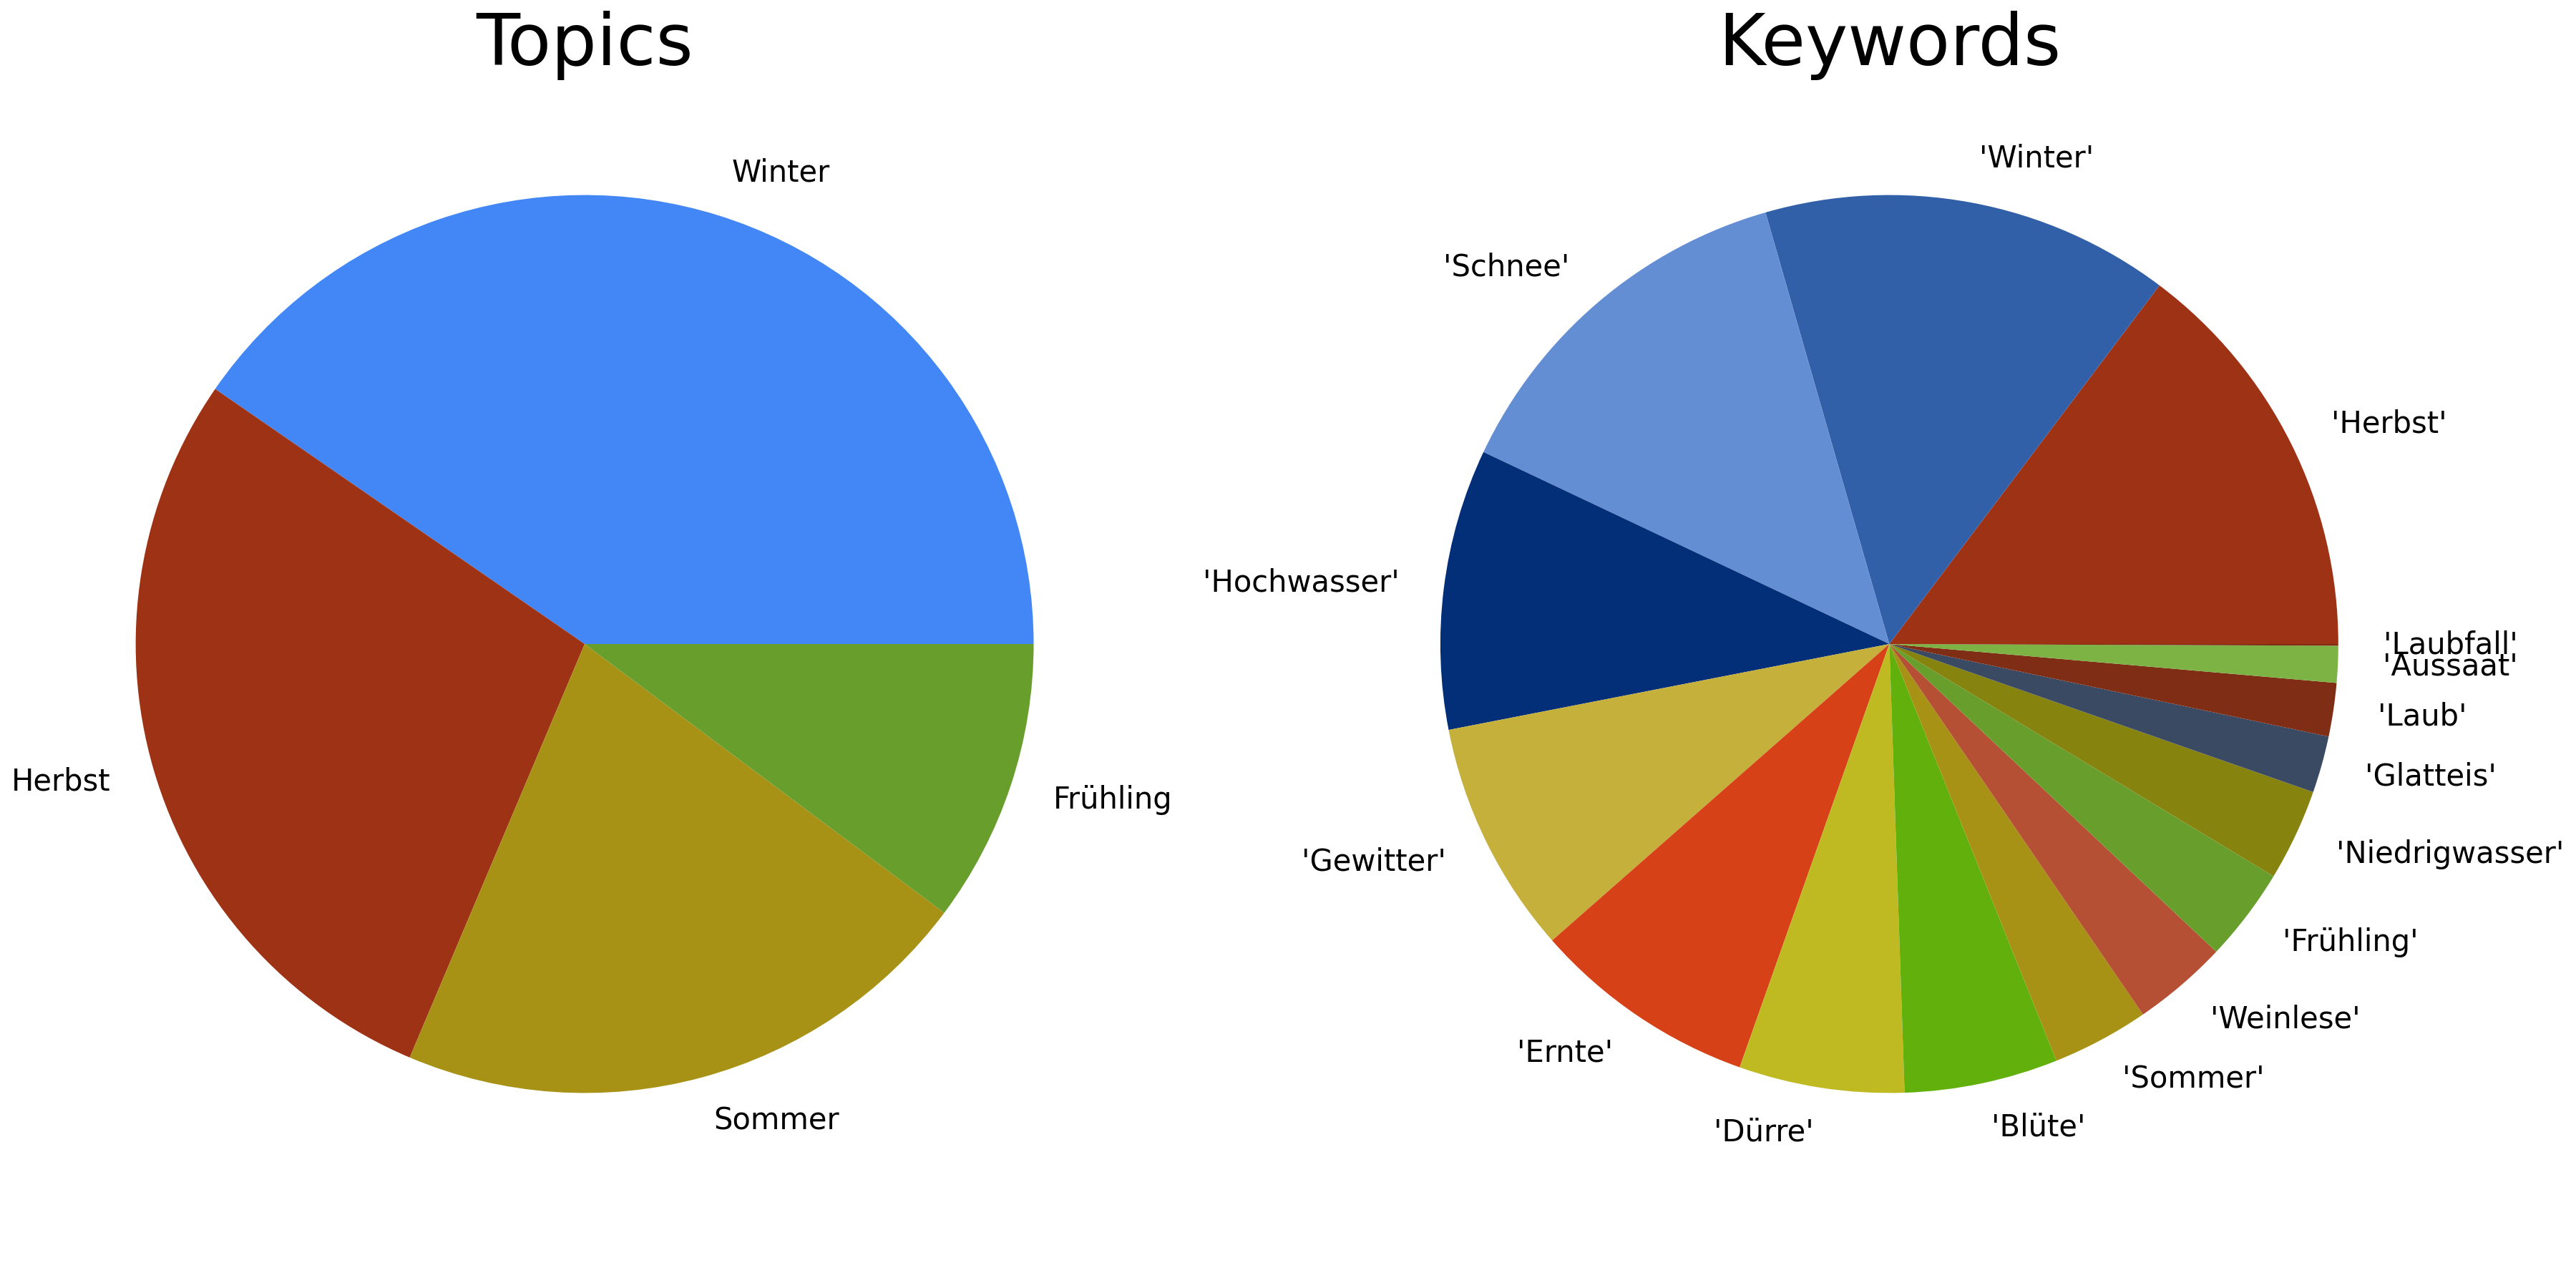 Topics
Winter
Herbst
Sommer
Frühling
Keywords
'Herbst'
'Winter'
'Schnee'
'Hochwasser'
'Gewitter'
'Ernte'
'Dürre'
'Blüte'
'Sommer'
'Weinlese'
'Frühling'
'Niedrigwasser'
'Glatteis'
'Laub'
'Aussaat'
'Laubfall'